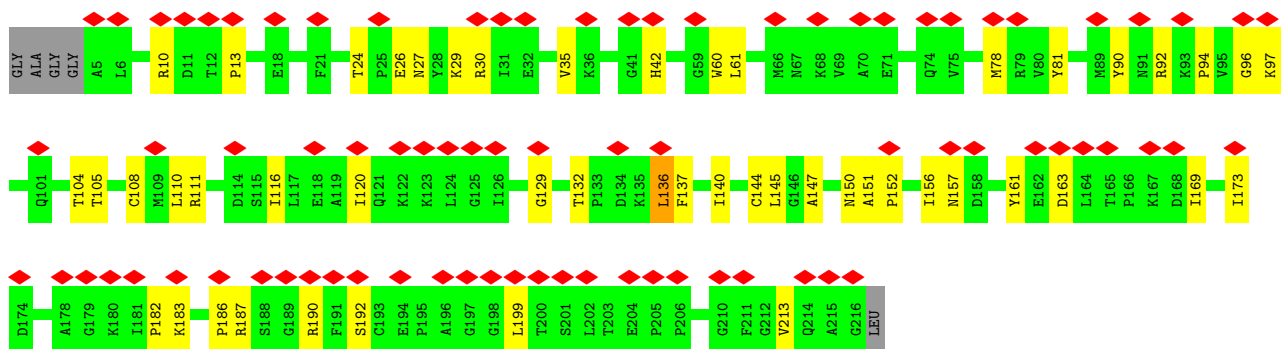 GLY ALA GLY GLY A5 L6 R10 D11 T12 P13 E18 F21 T24 P25 E26 N27 Y28 K29 R30 I31 E32 V35 K36 G41 H42 G59 W60 L61 M66 N67 K68 V69 A70 E71 Q74 V75 M78 R79 V80 Y81 M89 Y90 N91 R92 K93 P94 V95 G96 K97
Q101 T104 T105 C108 M109 L110 R111 D114 S115 I116 L117 E118 A119 I120 Q121 K122 K123 L124 G125 I126 G129 T132 P133 D134 K135 L136 F137 I140 C144 L145 G146 A147 N150 A151 P152 I156 N157 D158 Y161 E162 D163 L164 T165 P166 K167 D168 I169 I173
D174 A178 G179 K180 I181 P182 K183 P186 R187 S188 G189 R190 F191 S192 C193 E194 P195 A196 G197 G198 L199 T200 S201 L202 T203 E204 P205 P206 G210 F211 G212 V213 Q214 A215 G216 LEU